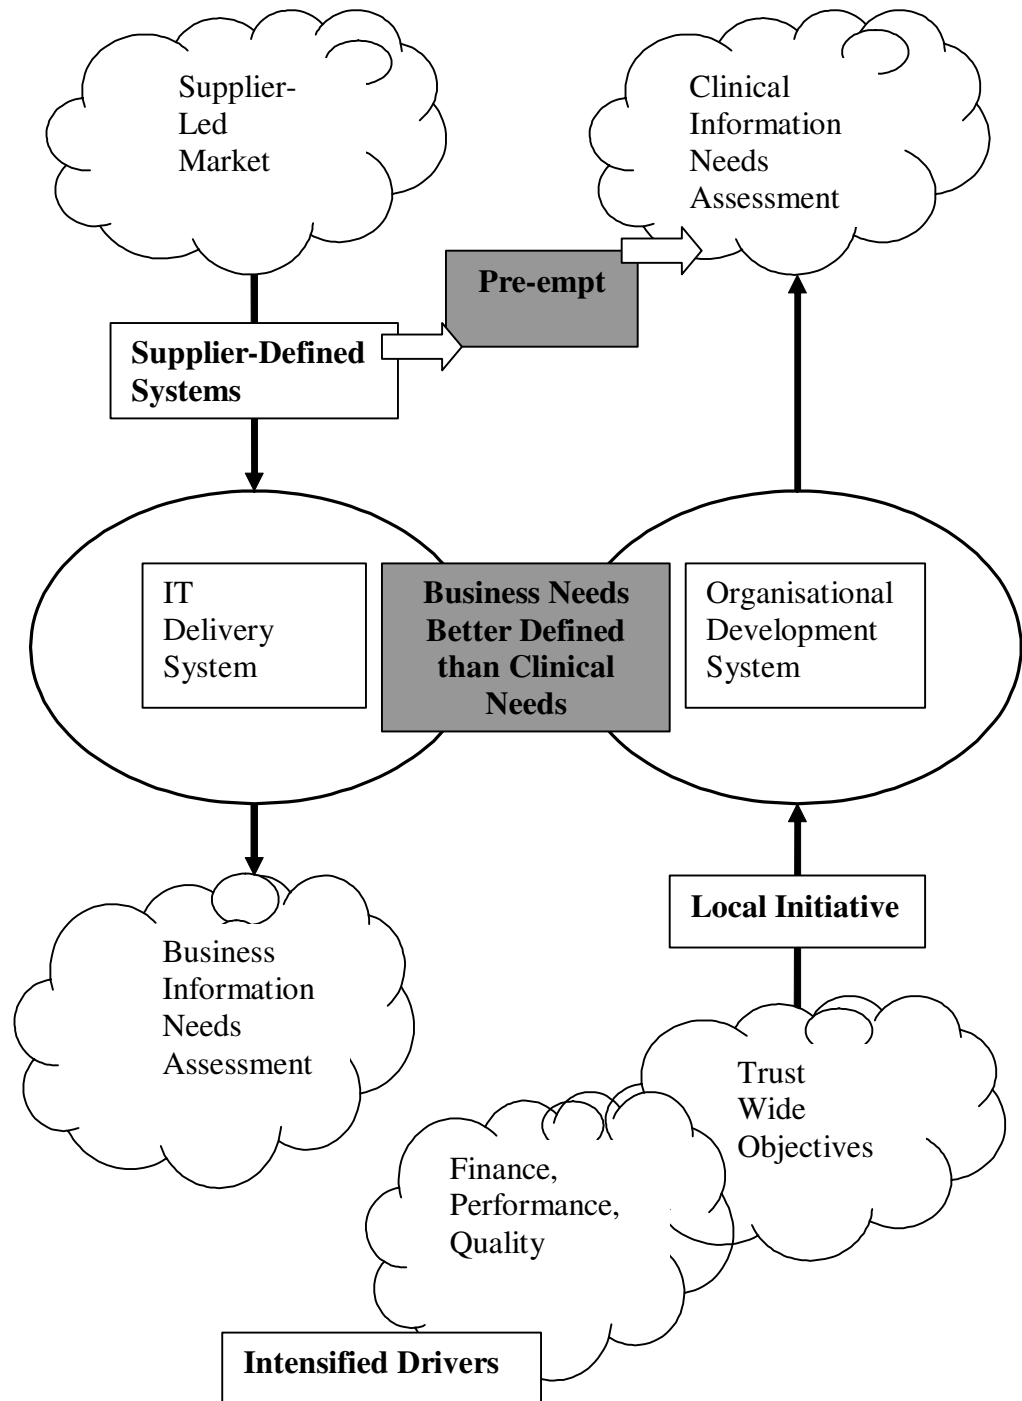 Supplier-
Led
Market
Clinical
Information
Needs
Assessment
Pre-empt
Supplier-Defined
Systems
IT
Delivery
System
Business Needs
Better Defined
than Clinical
Needs
Organisational
Development
System
Local Initiative
Business
Information
Needs
Assessment
Trust
Wide
Objectives
Finance,
Performance,
Quality
Intensified Drivers